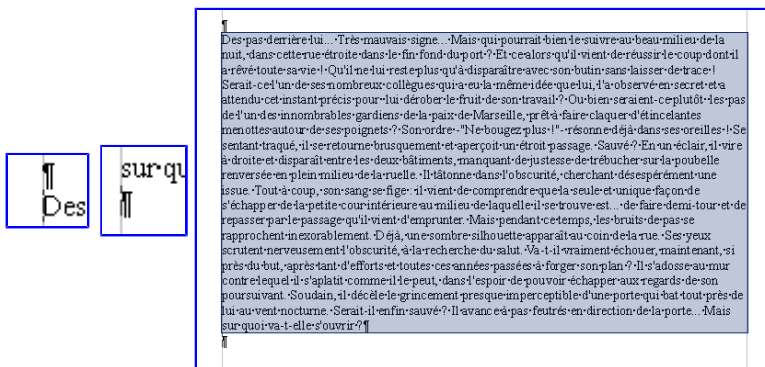 ¶
Des
sur qu
¶
¶
Des pas derrière lui... Très mauvais signe... Mais qui pourrait bien le suivre au beau milieu de la
nuit, dans cette rue étroite dans le fin fond du port ? Et ce alors qu'il vient de réussir le coup dont il
a rêvé toute sa vie ! Qu'il ne lui reste plus qu'à disparaître avec son butin sans laisser de trace !
Serait-ce l'un de ses nombreux collègues qui a eu la même idée que lui, l'a observé en secret et a
attendu cet instant précis pour lui dérober le fruit de son travail ? Ou bien seraient-ce plutôt les pas
de l'un des innombrables gardiens de la paix de Marseille, prêt à faire claquer d'étincelantes
menottes autour de ses poignets ? Son ordre -"Ne bougez plus !"- résonne déjà dans ses oreilles ! Se
sentant traqué, il se retourne brusquement et aperçoit un étroit passage. Sauvé ? En un éclair, il vire
à droite et disparaît entre les deux bâtiments, manquant de justesse de trébucher sur la poubelle
renversée en plein milieu de la ruelle. Il tâtonne dans l'obscurité, cherchant désespérément une
issue. Tout à coup, son sang se fige : il vient de comprendre que la seule et unique façon de
s'échapper de la petite cour intérieure au milieu de laquelle il se trouve est... de faire demi-tour et de
repasser par le passage qu'il vient d'emprunter. Mais pendant ce temps, les bruits de pas se
rapprochent inexorablement. Déjà, une sombre silhouette apparaît au coin de la rue. Ses yeux
scrutent nerveusement l'obscurité, à la recherche du salut. Va-t-il vraiment échouer, maintenant, si
près du but, après tant d'efforts et toutes ces années passées à forger son plan ? Il s'adosse au mur
contre lequel il s'aplatit comme il le peut, dans l'espoir de pouvoir échapper aux regards de son
poursuivant. Soudain, il décèle le grincement presque imperceptible d'une porte qui bat tout près de
lui au vent nocturne. Serait-il enfin sauvé ? Il avance à pas feutrés en direction de la porte... Mais
sur quoi va-t-elle s'ouvrir ?¶
¶